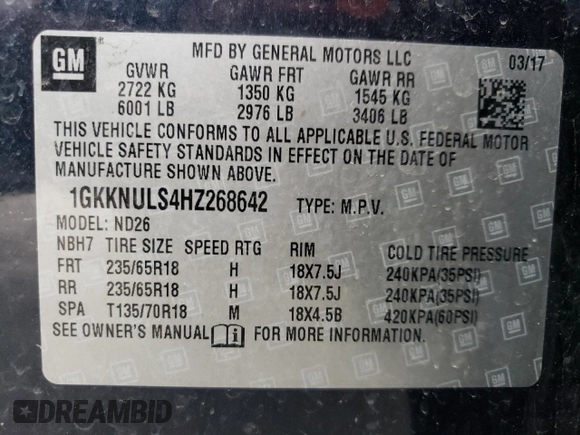 GM
MFD BY GENERAL MOTORS LLC
03/17
GVWR GAWR FRT GAWR RR
2722 KG 1350 KG 1545 KG
6001 LB 2976 LB 3406 LB
THIS VEHICLE CONFORMS TO ALL APPLICABLE U.S. FEDERAL MOTOR
VEHICLE SAFETY STANDARDS IN EFFECT ON THE DATE OF
MANUFACTURE SHOWN ABOVE.
1GKKNULS4HZ268642 TYPE: M.P.V.
MODEL: ND26
NBH7 TIRE SIZE SPEED RTG RIM COLD TIRE PRESSURE
FRT 235/65R18 H 18X7.5J 240KPA(35PSI)
RR 235/65R18 H 18X7.5J 240KPA(35PSI)
SPA T135/70R18 M 18X4.5B 420KPA(60PSI)
SEE OWNER'S MANUAL
DREAMBID